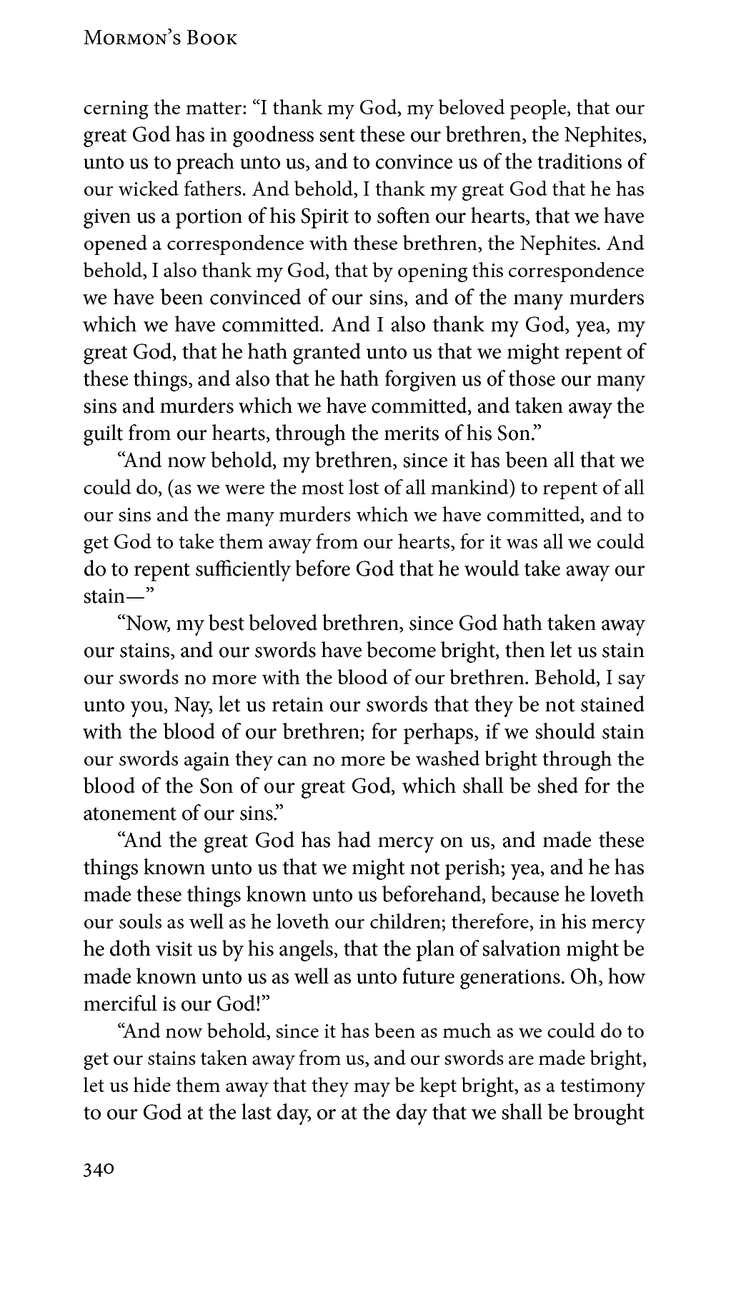 Mormon’s Book
cerning the matter: “I thank my God, my beloved people, that our
great God has in goodness sent these our brethren, the Nephites,
unto us to preach unto us, and to convince us of the traditions of
our wicked fathers. And behold, I thank my great God that he has
given us a portion of his Spirit to soften our hearts, that we have
opened a correspondence with these brethren, the Nephites. And
behold, I also thank my God, that by opening this correspondence
we have been convinced of our sins, and of the many murders
which we have committed. And I also thank my God, yea, my
great God, that he hath granted unto us that we might repent of
these things, and also that he hath forgiven us of those our many
sins and murders which we have committed, and taken away the
guilt from our hearts, through the merits of his Son.”
“And now behold, my brethren, since it has been all that we
could do, (as we were the most lost of all mankind) to repent of all
our sins and the many murders which we have committed, and to
get God to take them away from our hearts, for it was all we could
do to repent sufficiently before God that he would take away our
stain—”
“Now, my best beloved brethren, since God hath taken away
our stains, and our swords have become bright, then let us stain
our swords no more with the blood of our brethren. Behold, I say
unto you, Nay, let us retain our swords that they be not stained
with the blood of our brethren; for perhaps, if we should stain
our swords again they can no more be washed bright through the
blood of the Son of our great God, which shall be shed for the
atonement of our sins.”
“And the great God has had mercy on us, and made these
things known unto us that we might not perish; yea, and he has
made these things known unto us beforehand, because he loveth
our souls as well as he loveth our children; therefore, in his mercy
he doth visit us by his angels, that the plan of salvation might be
made known unto us as well as unto future generations. Oh, how
merciful is our God!”
“And now behold, since it has been as much as we could do to
get our stains taken away from us, and our swords are made bright,
let us hide them away that they may be kept bright, as a testimony
to our God at the last day, or at the day that we shall be brought
340